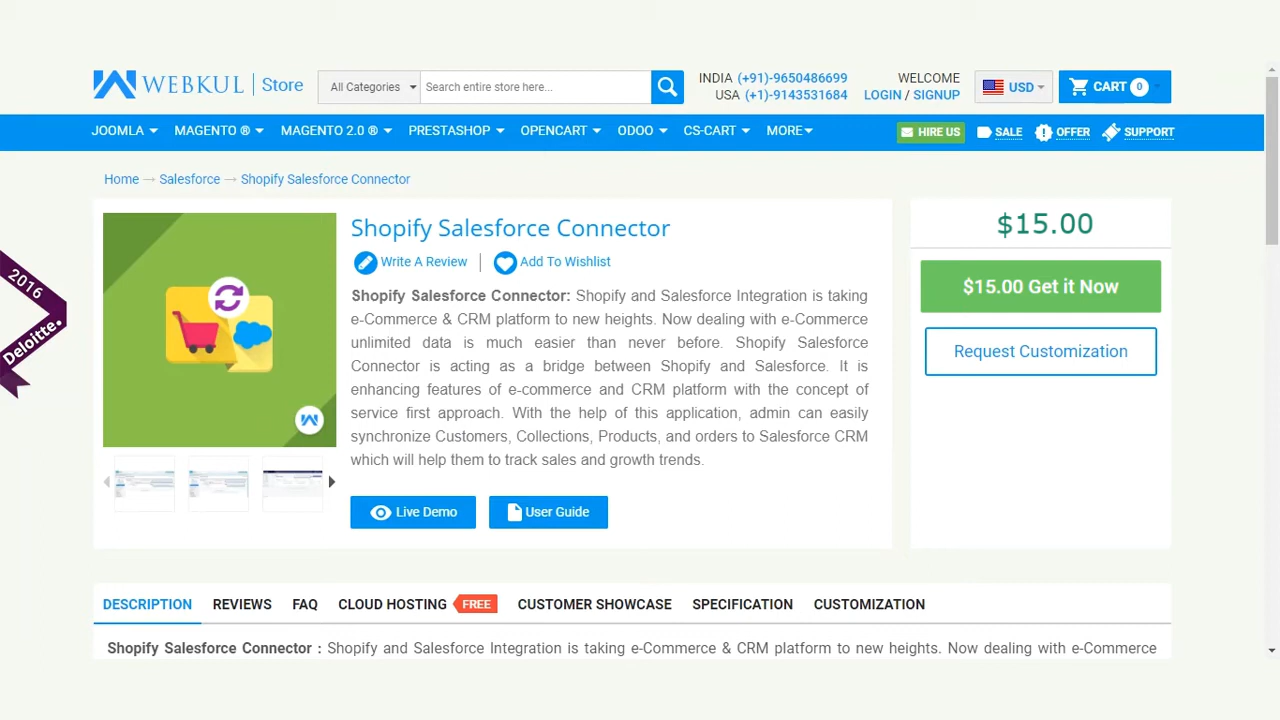 WEBKUL | Store
All Categories
Search entire store here...
INDIA (+91)-9650486699
USA (+1)-9143531684
WELCOME
LOGIN / SIGNUP
USD
CART 0
JOOMLA MAGENTO ® MAGENTO 2.0 ® PRESTASHOP OPENCART ODOO CS-CART MORE
HIRE US SALE OFFER SUPPORT
Home → Salesforce → Shopify Salesforce Connector
2016
Deloitte.
Shopify Salesforce Connector
Write A Review | Add To Wishlist
Shopify Salesforce Connector: Shopify and Salesforce Integration is taking
e-Commerce & CRM platform to new heights. Now dealing with e-Commerce
unlimited data is much easier than never before. Shopify Salesforce
Connector is acting as a bridge between Shopify and Salesforce. It is
enhancing features of e-commerce and CRM platform with the concept of
service first approach. With the help of this application, admin can easily
synchronize Customers, Collections, Products, and orders to Salesforce CRM
which will help them to track sales and growth trends.
Live Demo
User Guide
$15.00
$15.00 Get it Now
Request Customization
DESCRIPTION REVIEWS FAQ CLOUD HOSTING FREE CUSTOMER SHOWCASE SPECIFICATION CUSTOMIZATION
Shopify Salesforce Connector : Shopify and Salesforce Integration is taking e-Commerce & CRM platform to new heights. Now dealing with e-Commerce